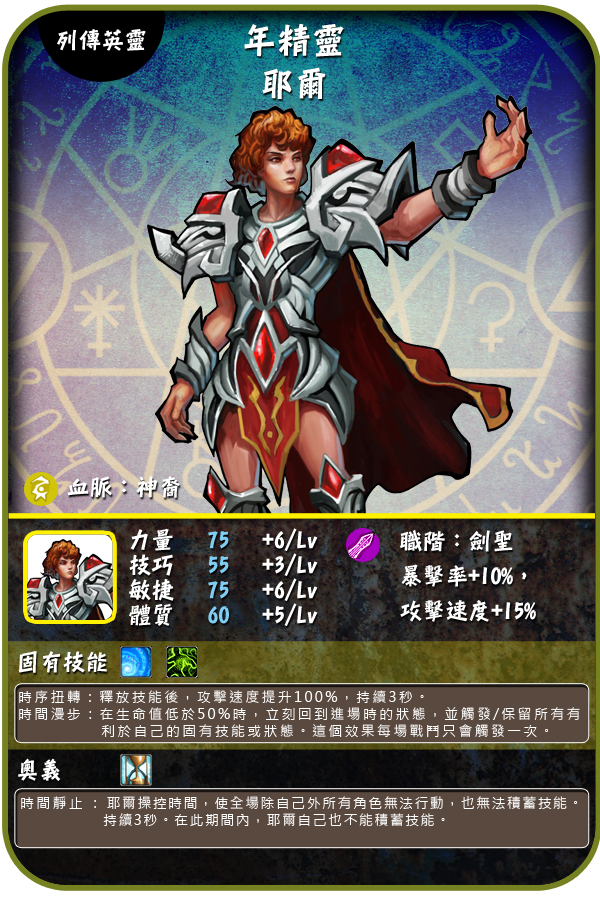 列傳英靈
年精靈
耶爾
血脈：神裔
力量 75 +6/Lv
技巧 55 +3/Lv
敏捷 75 +6/Lv
體質 60 +5/Lv
職階：劍聖
暴擊率+10%，
攻擊速度+15%
固有技能
時序扭轉：釋放技能後，攻擊速度提升100%，持續3秒。
時間漫步：在生命值低於50%時，立刻回到進場時的狀態，並觸發/保留所有有
利於自己的固有技能或狀態。這個效果每場戰鬥只會觸發一次。
奧義
時間靜止：耶爾操控時間，使全場除自己外所有角色無法行動，也無法積蓄技能。
持續3秒。在此期間內，耶爾自己也不能積蓄技能。